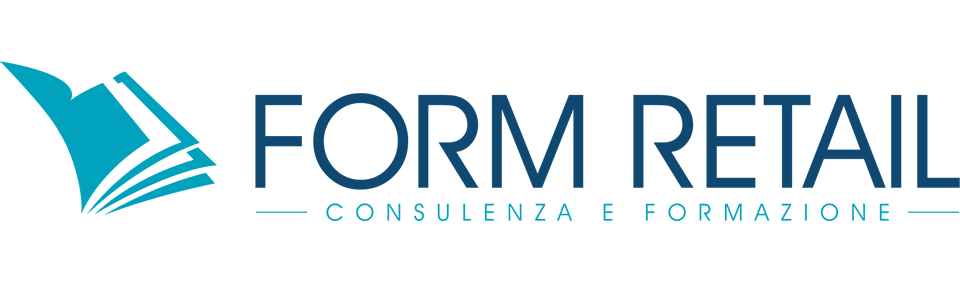 FORM RETAIL
CONSULENZA E FORMAZIONE